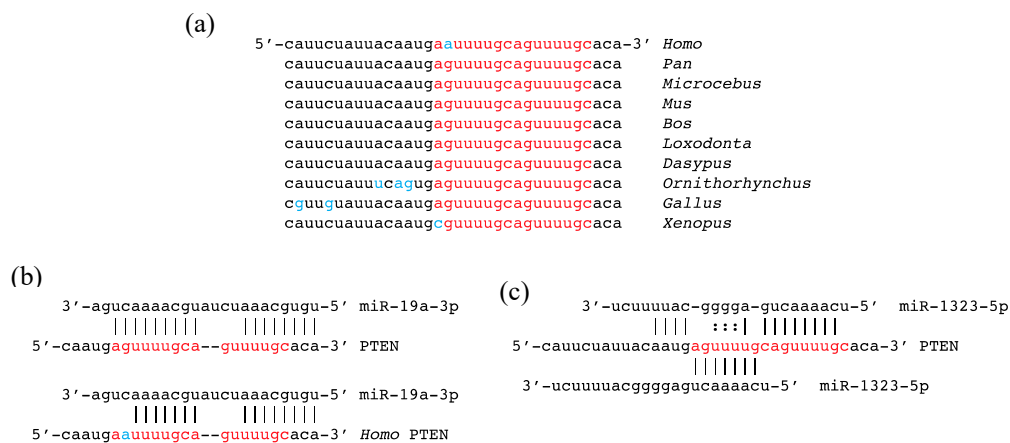 (a)
5’-cauucuauuacaaugaauuuugcaguuuugcaca-3’ Homo
cauucuauuacaaugaguuuugcaguuuugcaca Pan
cauucuauuacaaugaguuuugcaguuuugcaca Microcebus
cauucuauuacaaugaguuuugcaguuuugcaca Mus
cauucuauuacaaugaguuuugcaguuuugcaca Bos
cauucuauuacaaugaguuuugcaguuuugcaca Loxodonta
cauucuauuacaaugaguuuugcaguuuugcaca Dasypus
cauucuauuucagugaguuuugcaguuuugcaca Ornithorhynchus
cguuguauuacaaugaguuuugcaguuuugcaca Gallus
cauucuauuacaaugcguuuugcaguuuugcaca Xenopus
(b)
3’-agucaaaacguaucuaaacgugu-5’ miR-19a-3p
5’-caaugaguuuugca--guuuugcaca-3’ PTEN
3’-agucaaaacguaucuaaacgugu-5’ miR-19a-3p
5’-caaugaauuuugca--guuuugcaca-3’ Homo PTEN
(c)
3’-ucuuuuac-gggga-gucaaaacu-5’ miR-1323-5p
5’-cauucuauuacaaugaguuuugcaguuuugcaca-3’ PTEN
3’-ucuuuuacggggagucaaaacu-5’ miR-1323-5p